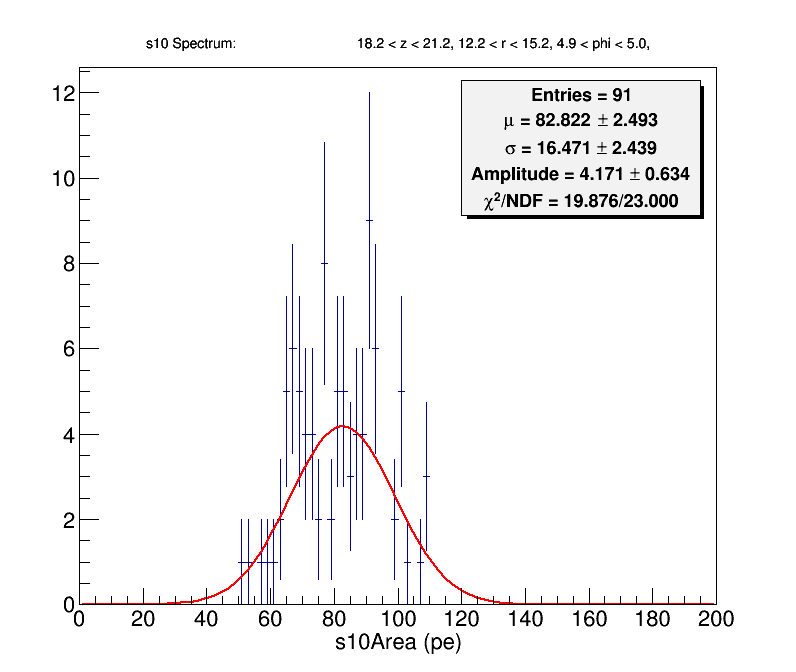 s10 Spectrum: 18.2 < z < 21.2, 12.2 < r < 15.2, 4.9 < phi < 5.0,
Entries = 91
μ = 82.822 ± 2.493
σ = 16.471 ± 2.439
Amplitude = 4.171 ± 0.634
χ²/NDF = 19.876/23.000
12
10
8
6
4
2
0
0 20 40 60 80 100 120 140 160 180 200
s10Area (pe)